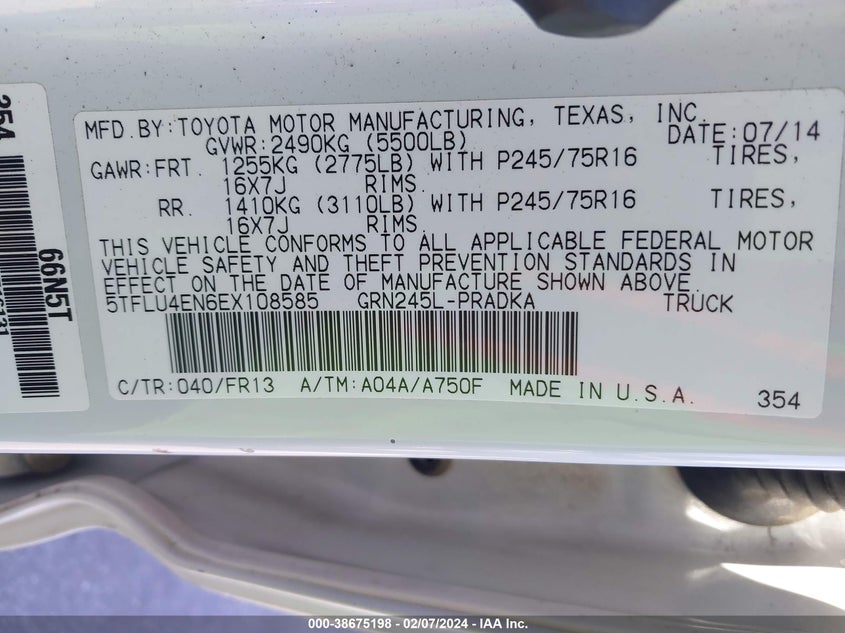 MFD.BY:TOYOTA MOTOR MANUFACTURING, TEXAS, INC.
GVWR:2490KG (5500LB) DATE:07/14
GAWR:FRT. 1255KG (2775LB) WITH P245/75R16 TIRES,
16X7J RIMS.
RR. 1410KG (3110LB) WITH P245/75R16 TIRES,
16X7J RIMS.
THIS VEHICLE CONFORMS TO ALL APPLICABLE FEDERAL MOTOR
VEHICLE SAFETY AND THEFT PREVENTION STANDARDS IN
EFFECT ON THE DATE OF MANUFACTURE SHOWN ABOVE.
5TFLU4EN6EX108585 GRN245L-PRADKA TRUCK
C/TR:040/FR13 A/TM:A04A/A750F MADE IN U.S.A.
354
254
66N5T
000-38675198 - 02/07/2024 - IAA Inc.